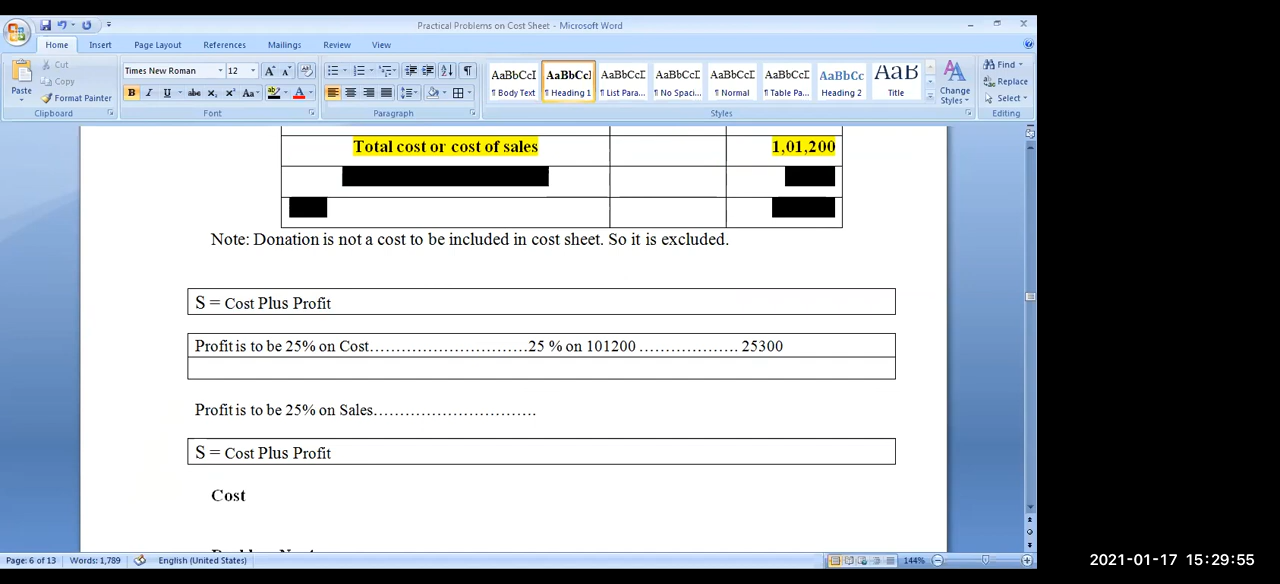 Practical Problems on Cost Sheet - Microsoft Word
Home Insert Page Layout References Mailings Review View
Paste
Cut
Copy
Format Painter
Clipboard
Times New Roman 12
Font
Paragraph
AaBbCcI AaBbCcI AaBbCcI AaBbCcI AaBbCcI AaBbCcI AaBbCc AaB
¶ Body Text ¶ Heading 1 ¶ List Para... ¶ No Spaci... ¶ Normal ¶ Table Pa... Heading 2 Title
Change Styles
Styles
Find
Replace
Select
Editing
Total cost or cost of sales 1,01,200
Note: Donation is not a cost to be included in cost sheet. So it is excluded.
S = Cost Plus Profit
Profit is to be 25% on Cost…………………………25 % on 101200 ………………. 25300
Profit is to be 25% on Sales………………………….
S = Cost Plus Profit
Cost
Page: 6 of 13 Words: 1,789 English (United States) 144%
2021-01-17 15:29:55